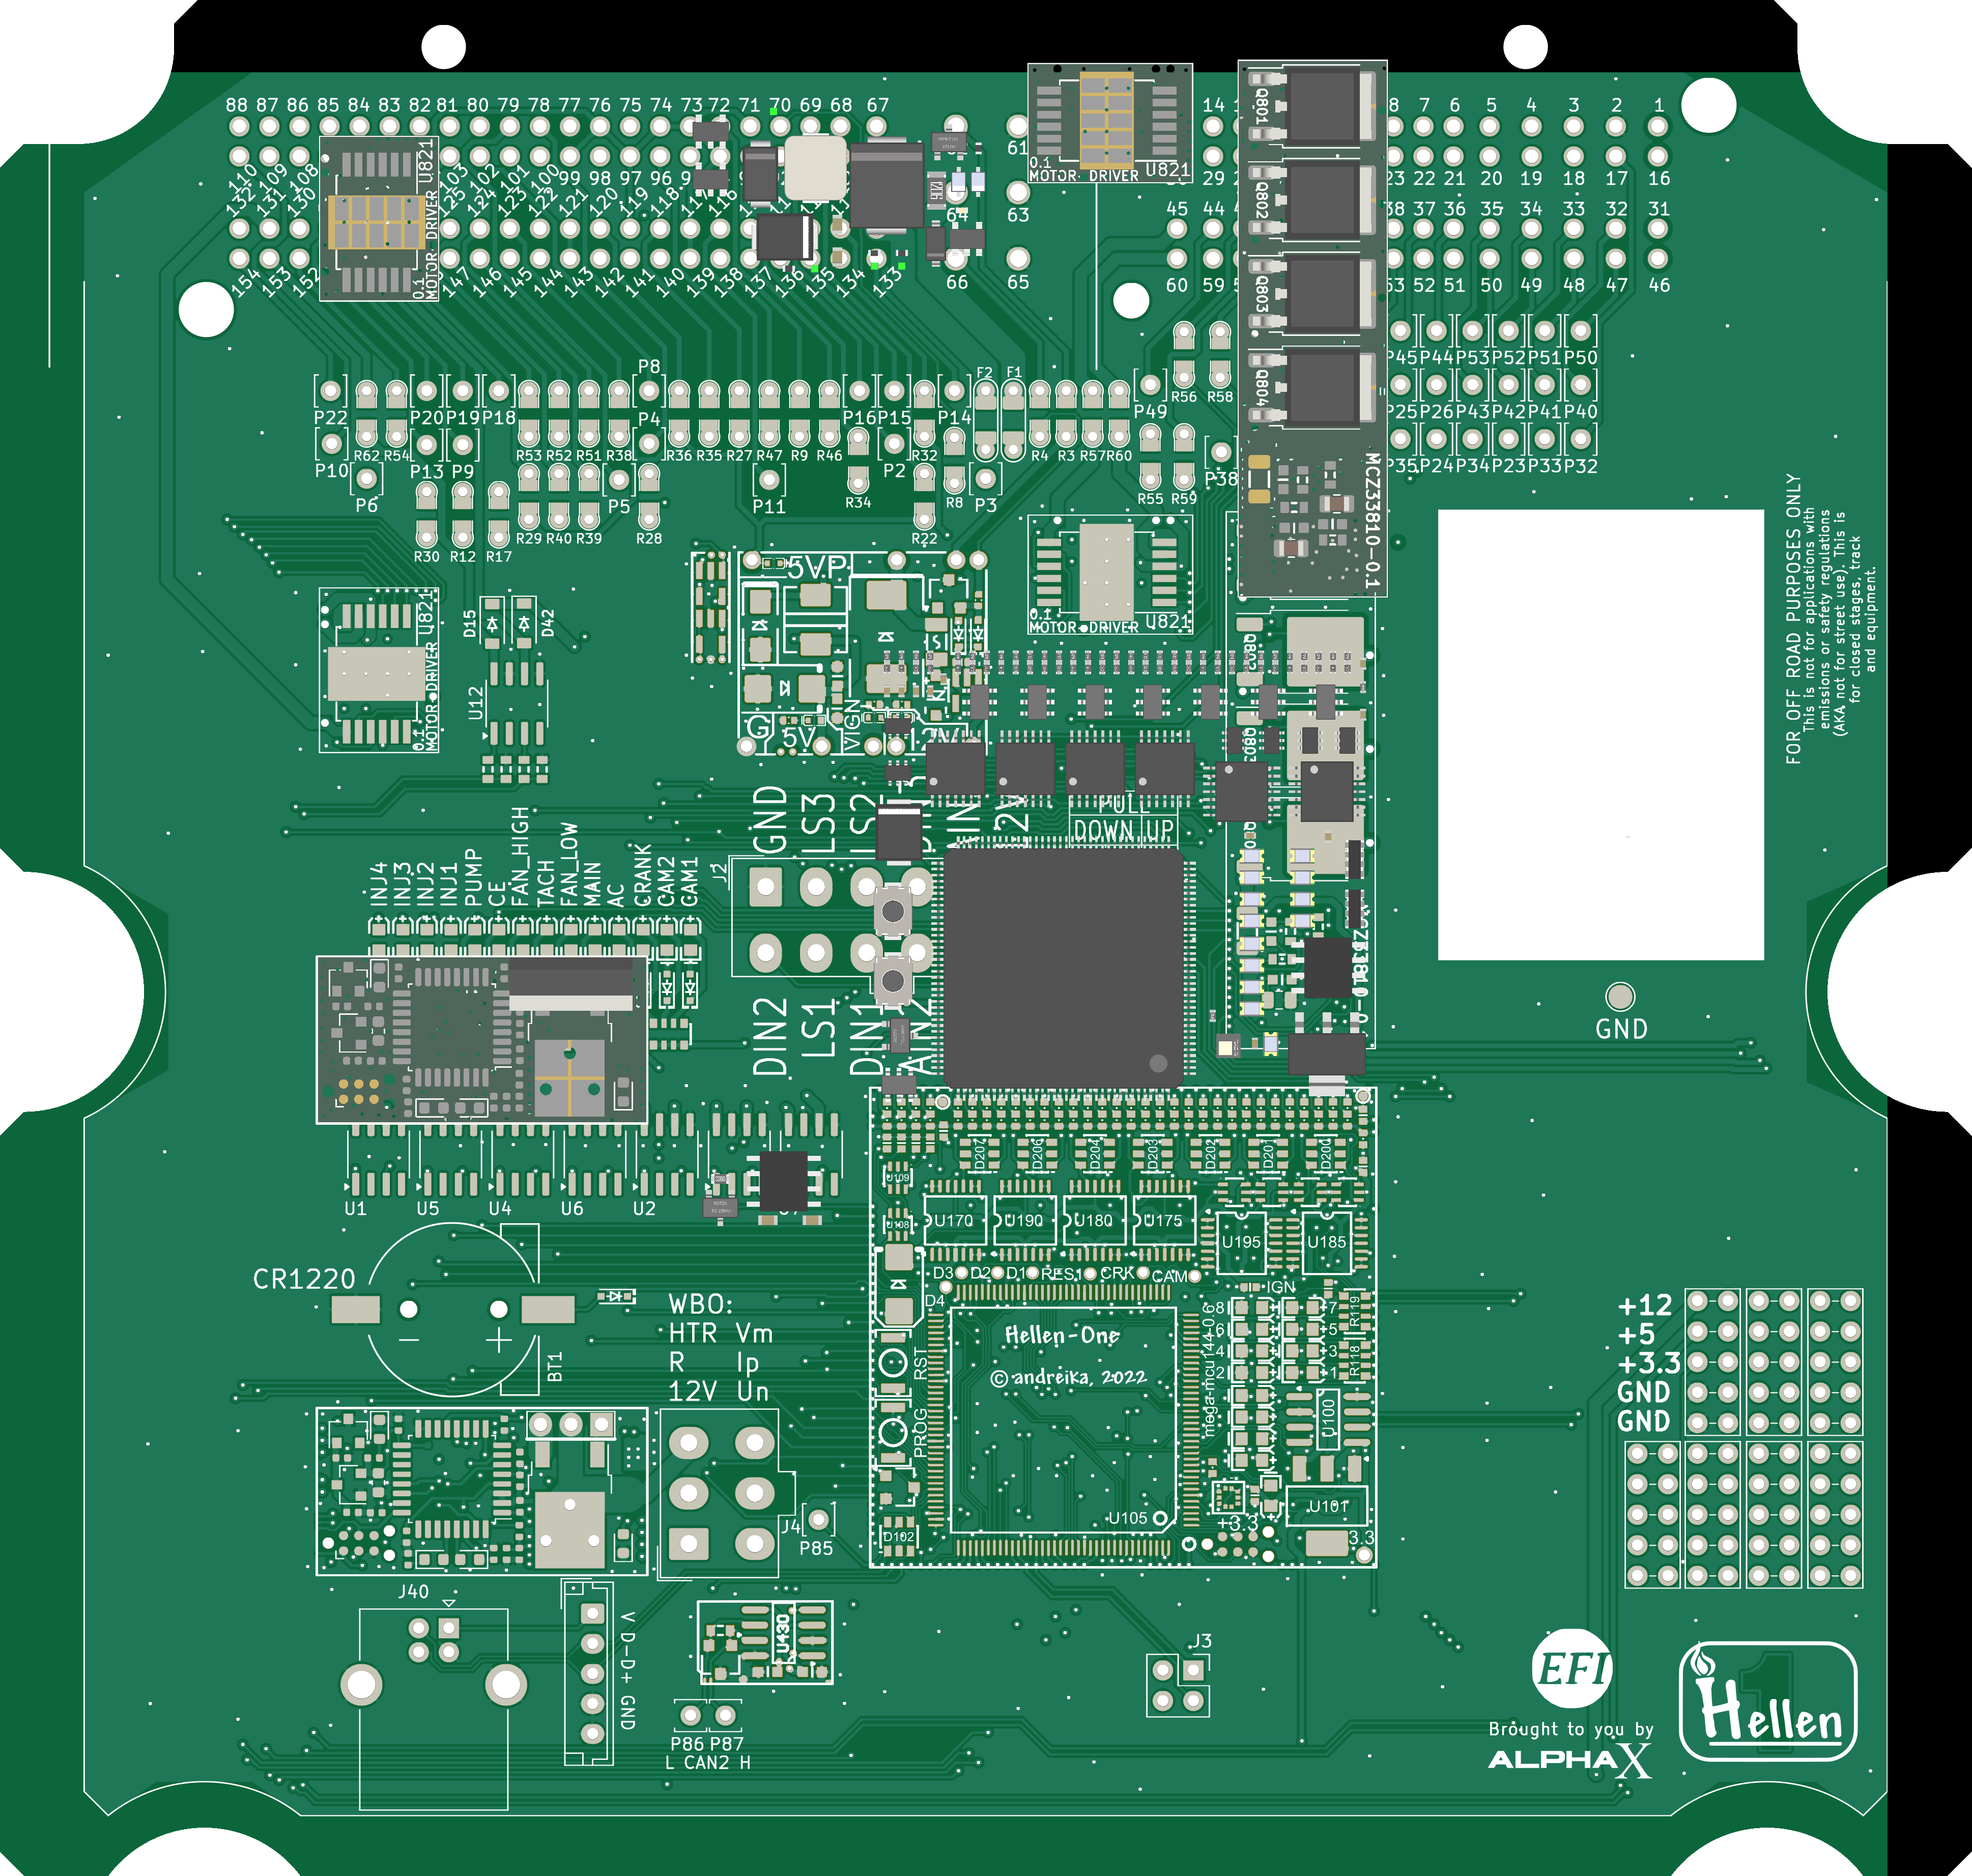 88 87 86 85 84 83 82 81 80 79 78 77 76 75 74 73 72 71 70 69 68 67
14
8 7 6 5 4 3 2 1
110 109 108
103 102 101 100 99 98 97 96
61
29
23 22 21 20 19 18 17 16
132 131 130
125 124 123 122 121 120 119 118 117 116
64 63
45 44
38 37 36 35 34 33 32 31
154 153 152
147 146 145 144 143 142 141 140 139 138 137 136 135 134 133
66 65
60 59
53 52 51 50 49 48 47 46
0.1
MOTOR DRIVER
U821
0.1
MOTOR DRIVER
U821
Q801
Q802
Q803
Q804
MCZ33810-0.1
P45 P44 P53 P52 P51 P50
P25 P26 P43 P42 P41 P40
P35 P24 P34 P23 P33 P32
P8
F2 F1
P22 P20 P19 P18 P4 P16 P15 P14 P49 R56 R58
P10 R62 R54 P13 P9 R53 R52 R51 R38 R36 R35 R27 R47 R9 R46 P2 R32 R4 R3 R57 R60
P6 P5 P11 R34 R8 P3 R55 R59 P38
R30 R12 R17 R29 R40 R39 R28 R22
FOR OFF ROAD PURPOSES ONLY
This is not for applications with
emissions or safety regulations
(AKA not for street use). This is
for closed stages, track
and equipment.
5VP
G
5V
VIGN
D15
D42
U12
0.1
MOTOR DRIVER
U821
0.1
MOTOR DRIVER
U821
GND
LS3
LS2
PULL
DOWN UP
J2
DIN2
LS1
DIN1
AIN2
INJ4
INJ3
INJ2
INJ1
PUMP
CE
FAN_HIGH
TACH
FAN_LOW
MAIN
AC
CRANK
CAM2
CAM1
GND
U1 U5 U4 U6 U2
CR1220
BT1
WBO:
HTR Vm
R Ip
12V Un
J4
P85
D207 D206 D204 D203 D202 D201 D200
U109
U108
U170 U190 U180 U175
U195 U185
D3 D2 D1 RES1 CRK CAM
D4
IGN
8 7
6 5
4 3
2 1
R119
R118
RST
PROG
Hellen-One
© andreika, 2022
mega-mcu144-0.6
U100
U101
U105
+3.3
3.3
D102
+12
+5
+3.3
GND
GND
J40
V D- D+ GND
U430
P86 P87
L CAN2 H
J3
EFI
Brought to you by
ALPHAX
1
Hellen